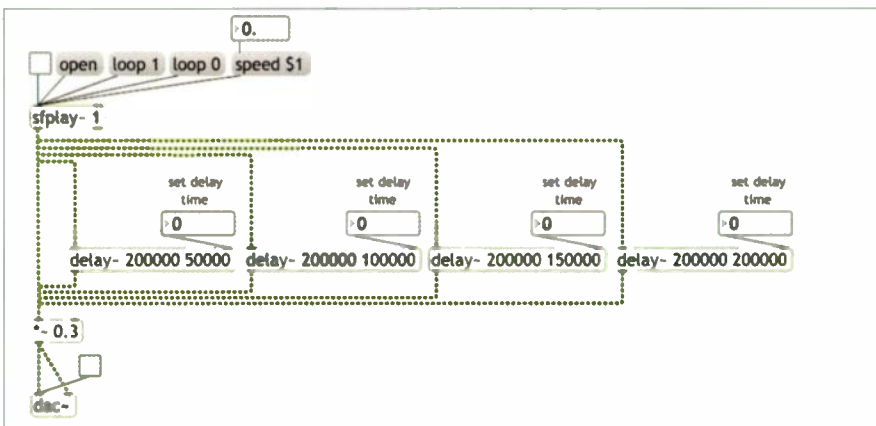 0.
open loop 1 loop 0 speed $1
sfplay~ 1
set delay time set delay time set delay time set delay time
0 0 0 0
delay~ 200000 50000 delay~ 200000 100000 delay~ 200000 150000 delay~ 200000 200000
*~ 0.3
dac~